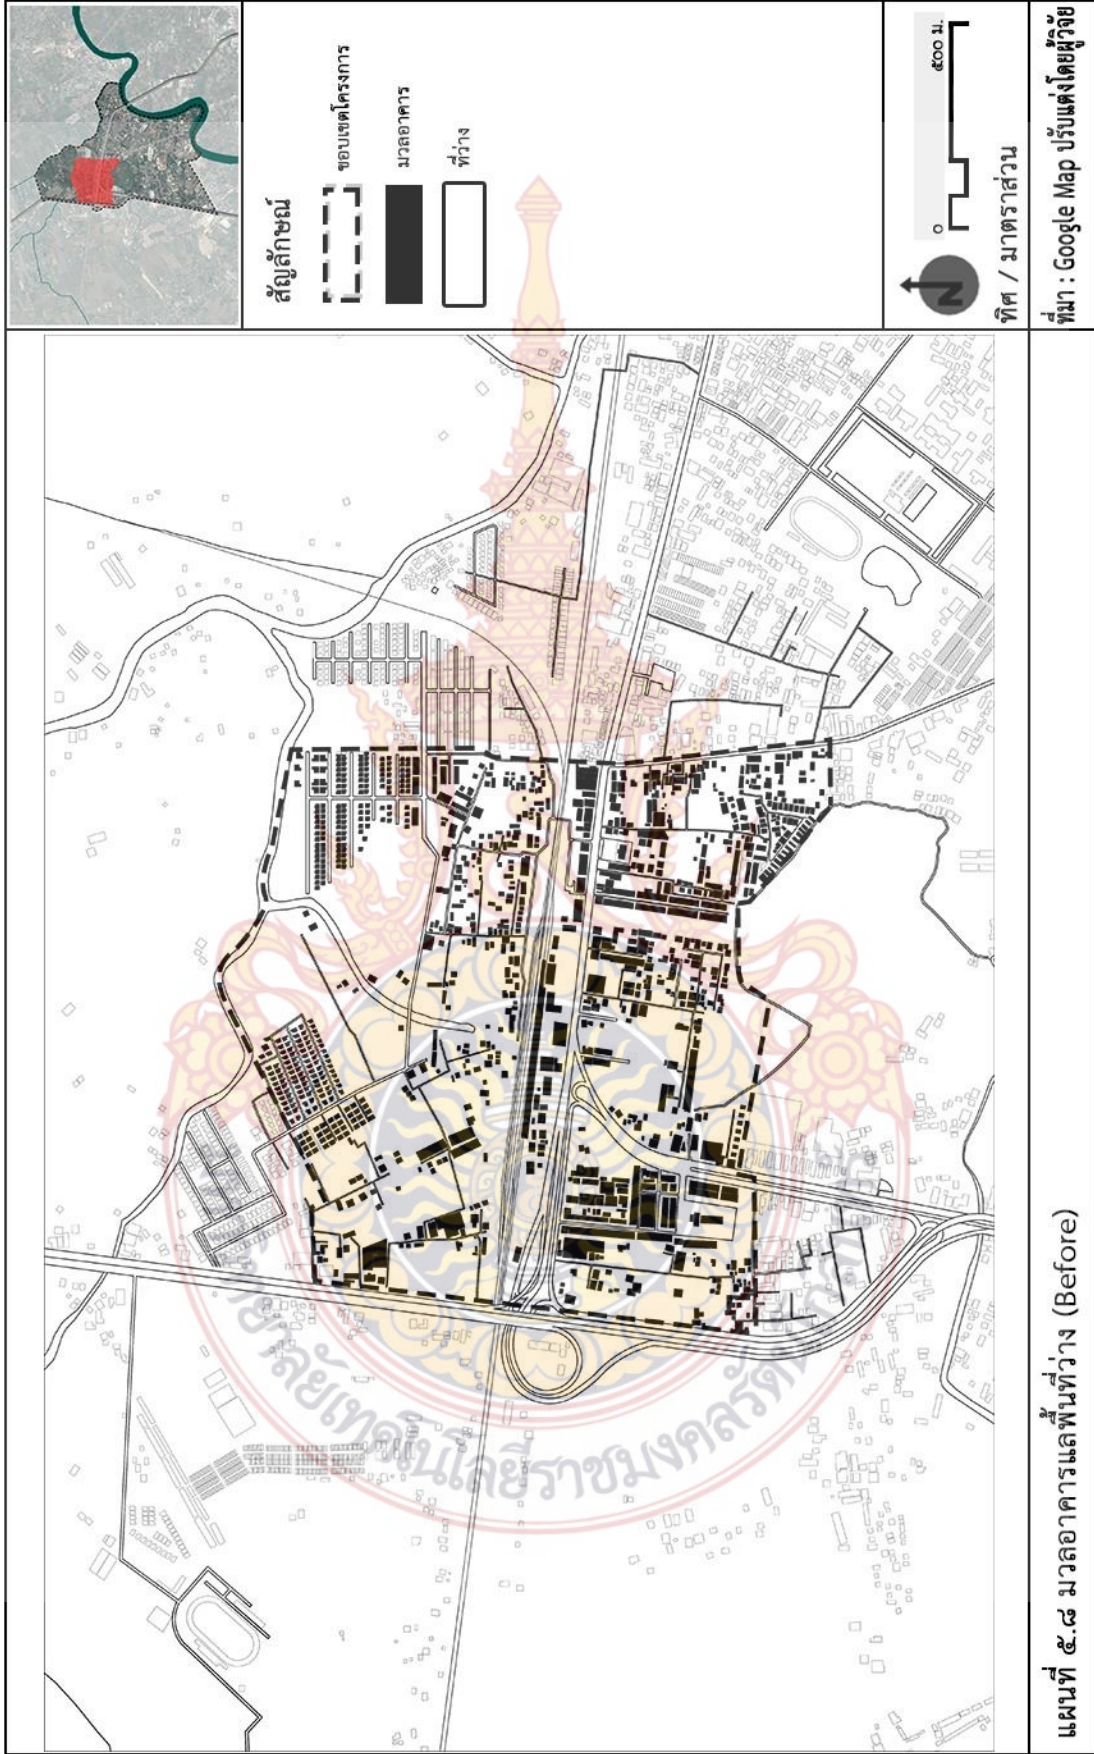 สัญลักษณ์
ขอบเขตโครงการ
มวลอาคาร
ที่ว่าง
N
๐ ๕๐๐ ม.
ทิศ / มาตราส่วน
แผนที่ ๕.๘ มวลอาคารแลพื้นที่ว่าง (Before)
ที่มา : Google Map ปรับแต่งโดยผู้วิจัย